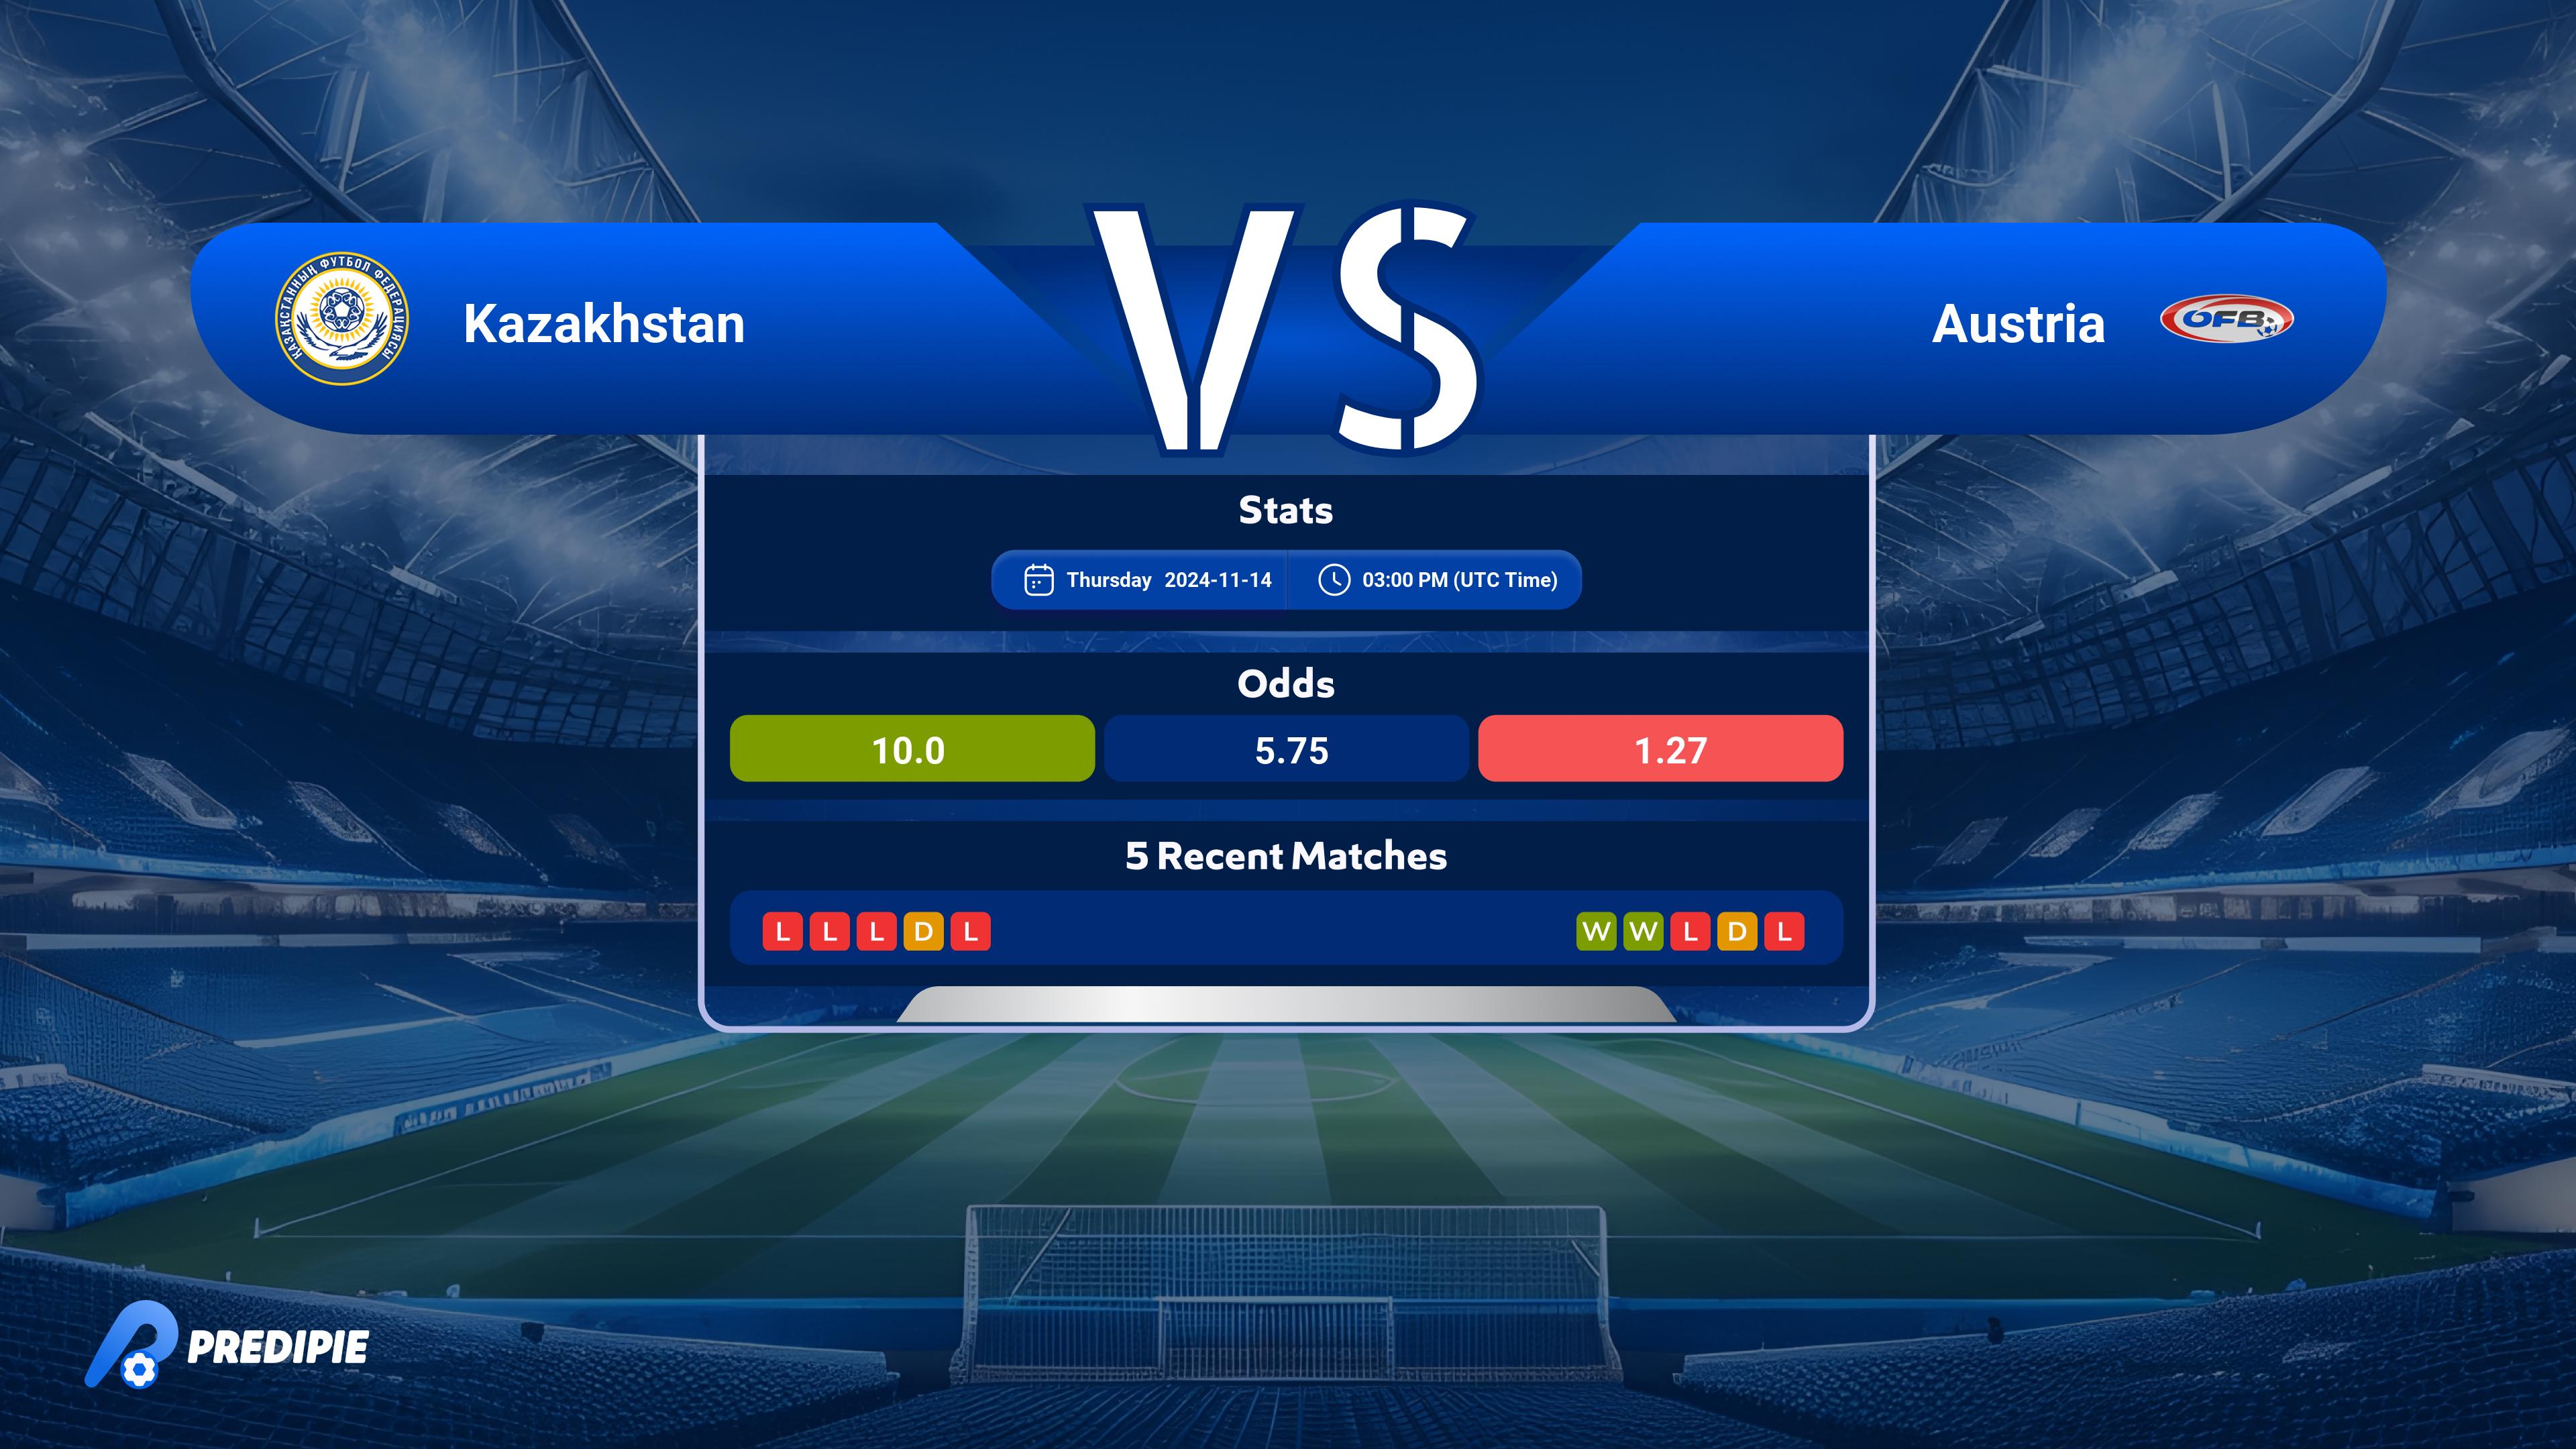 ҚАЗАҚСТАННЫҢ ФУТБОЛ ФЕДЕРАЦИЯСЫ
Kazakhstan
VS
Austria
ÖFB
Stats
Thursday 2024-11-14
03:00 PM (UTC Time)
Odds
10.0
5.75
1.27
5 Recent Matches
L L L D L
W W L D L
PREDIPIE